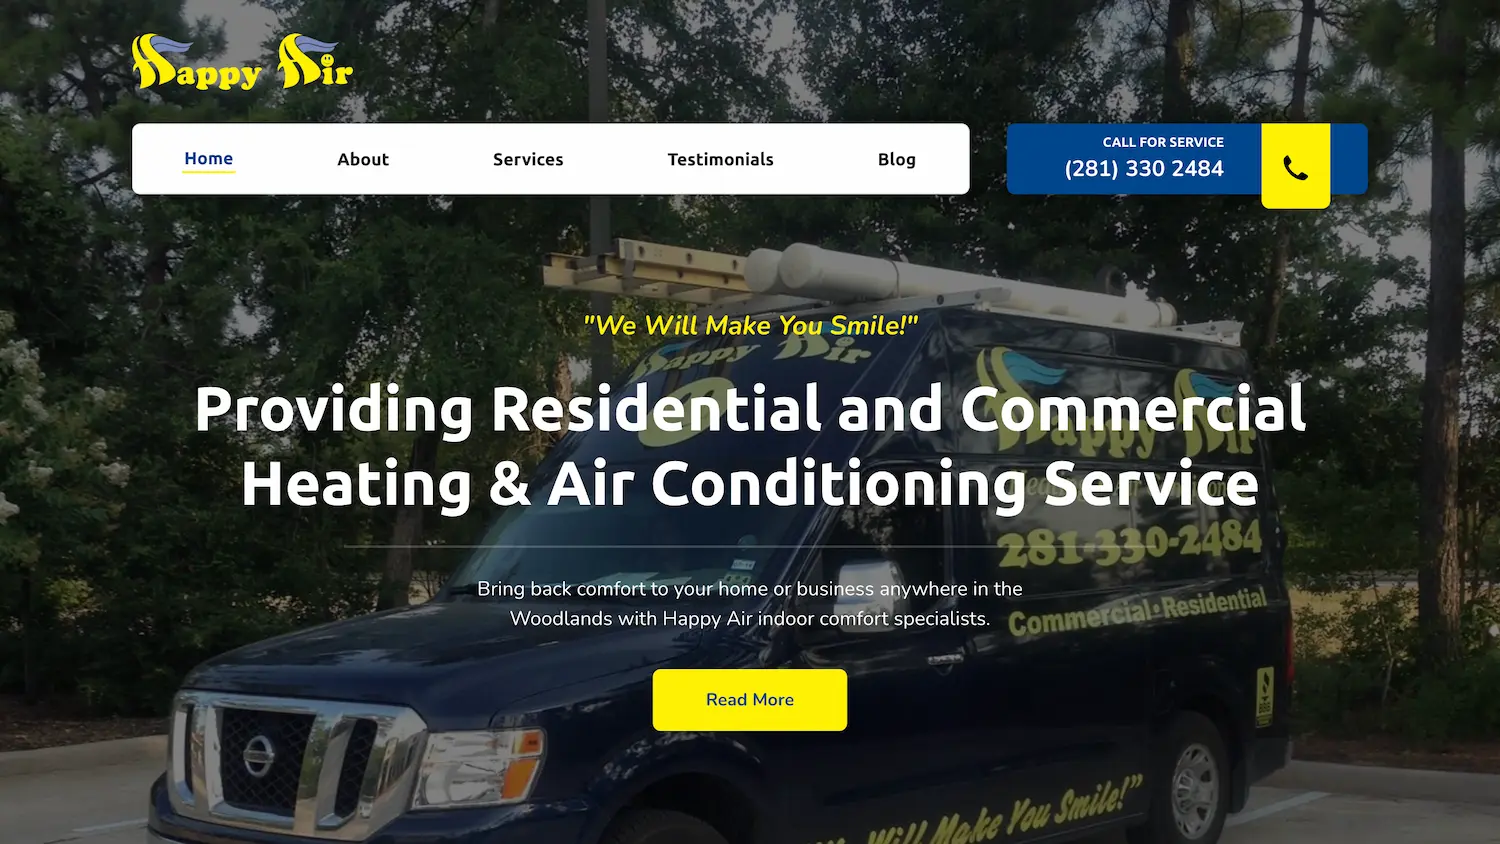 Happy Air
Home
About
Services
Testimonials
Blog
CALL FOR SERVICE
(281) 330 2484
"We Will Make You Smile!"
Happy Air
Happy Air
Providing Residential and Commercial
Heating & Air Conditioning Service
281-330-2484
Bring back comfort to your home or business anywhere in the
Woodlands with Happy Air indoor comfort specialists.
Commercial • Residential
Read More
BBB
Will Make You Smile!”